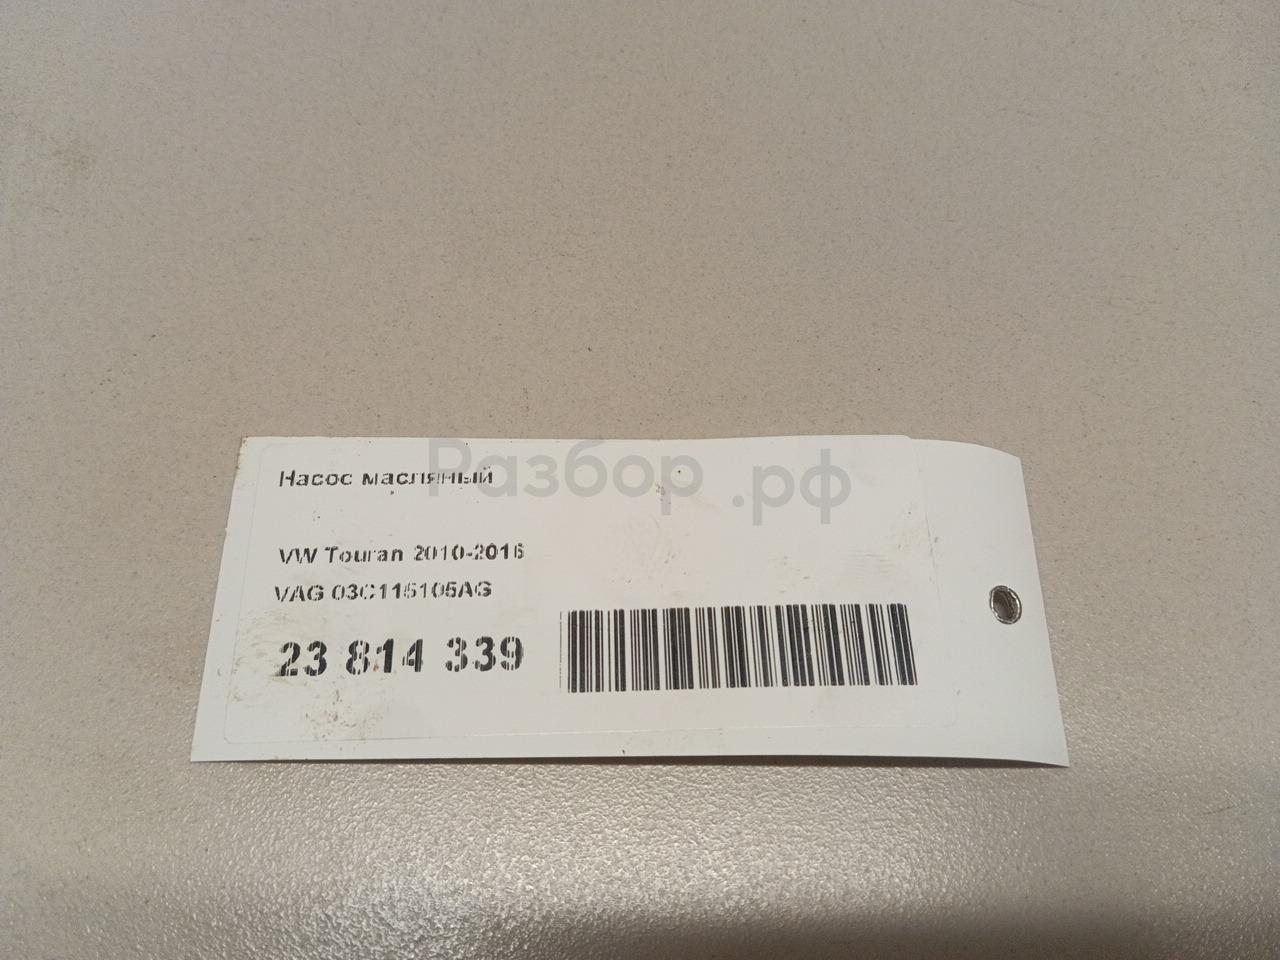 Разбор.рф
Насос масляный
VW Touran 2010-2016
VAG 03C115105AG
23 814 339